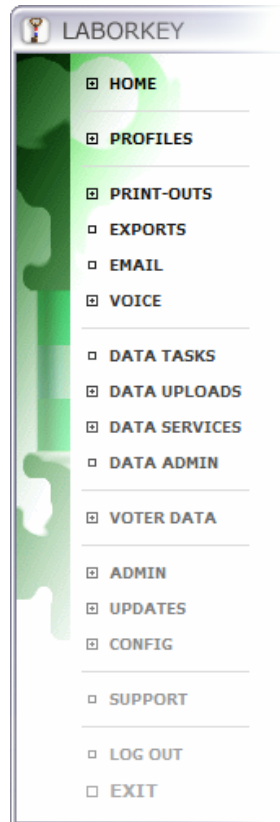 LABORKEY
HOME
PROFILES
PRINT-OUTS
EXPORTS
EMAIL
VOICE
DATA TASKS
DATA UPLOADS
DATA SERVICES
DATA ADMIN
VOTER DATA
ADMIN
UPDATES
CONFIG
SUPPORT
LOG OUT
EXIT